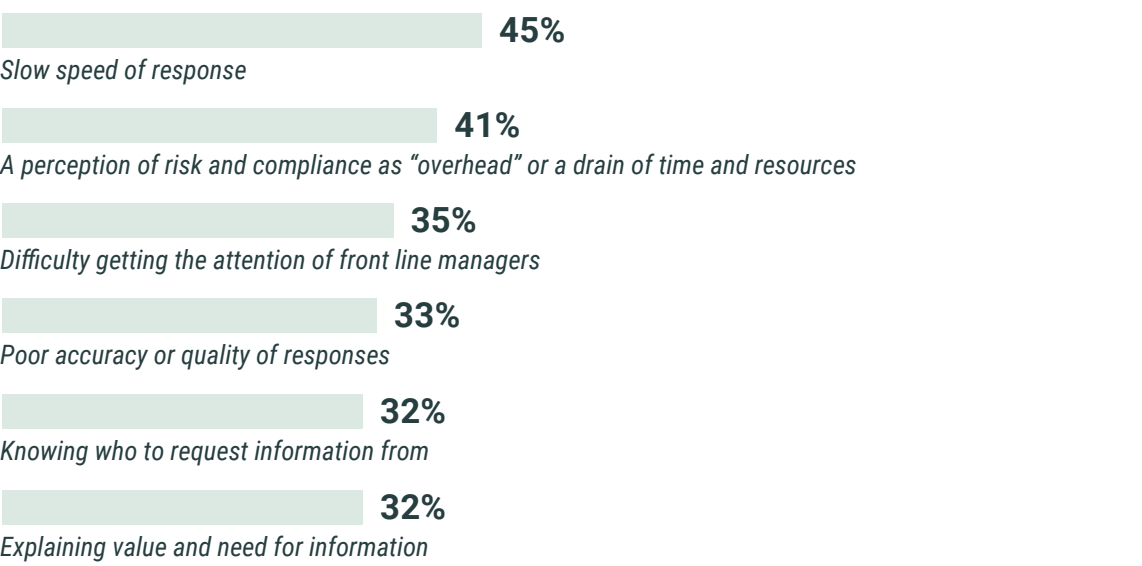 45%
Slow speed of response
41%
A perception of risk and compliance as “overhead” or a drain of time and resources
35%
Difficulty getting the attention of front line managers
33%
Poor accuracy or quality of responses
32%
Knowing who to request information from
32%
Explaining value and need for information